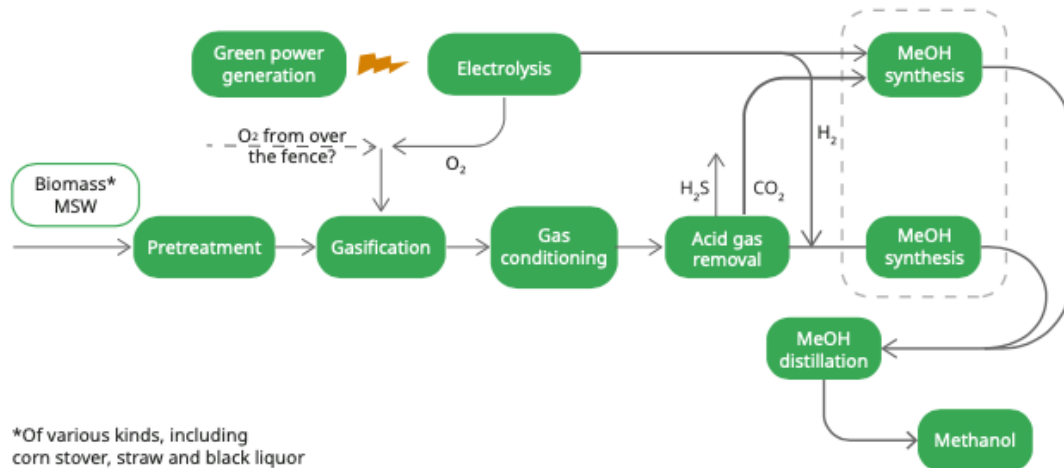 Green power
generation
Electrolysis
MeOH
synthesis
O₂ from over
the fence?
O₂
H₂
Biomass*
MSW
H₂S
CO₂
Pretreatment
Gasification
Gas
conditioning
Acid gas
removal
MeOH
synthesis
MeOH
distillation
Methanol
*Of various kinds, including
corn stover, straw and black liquor